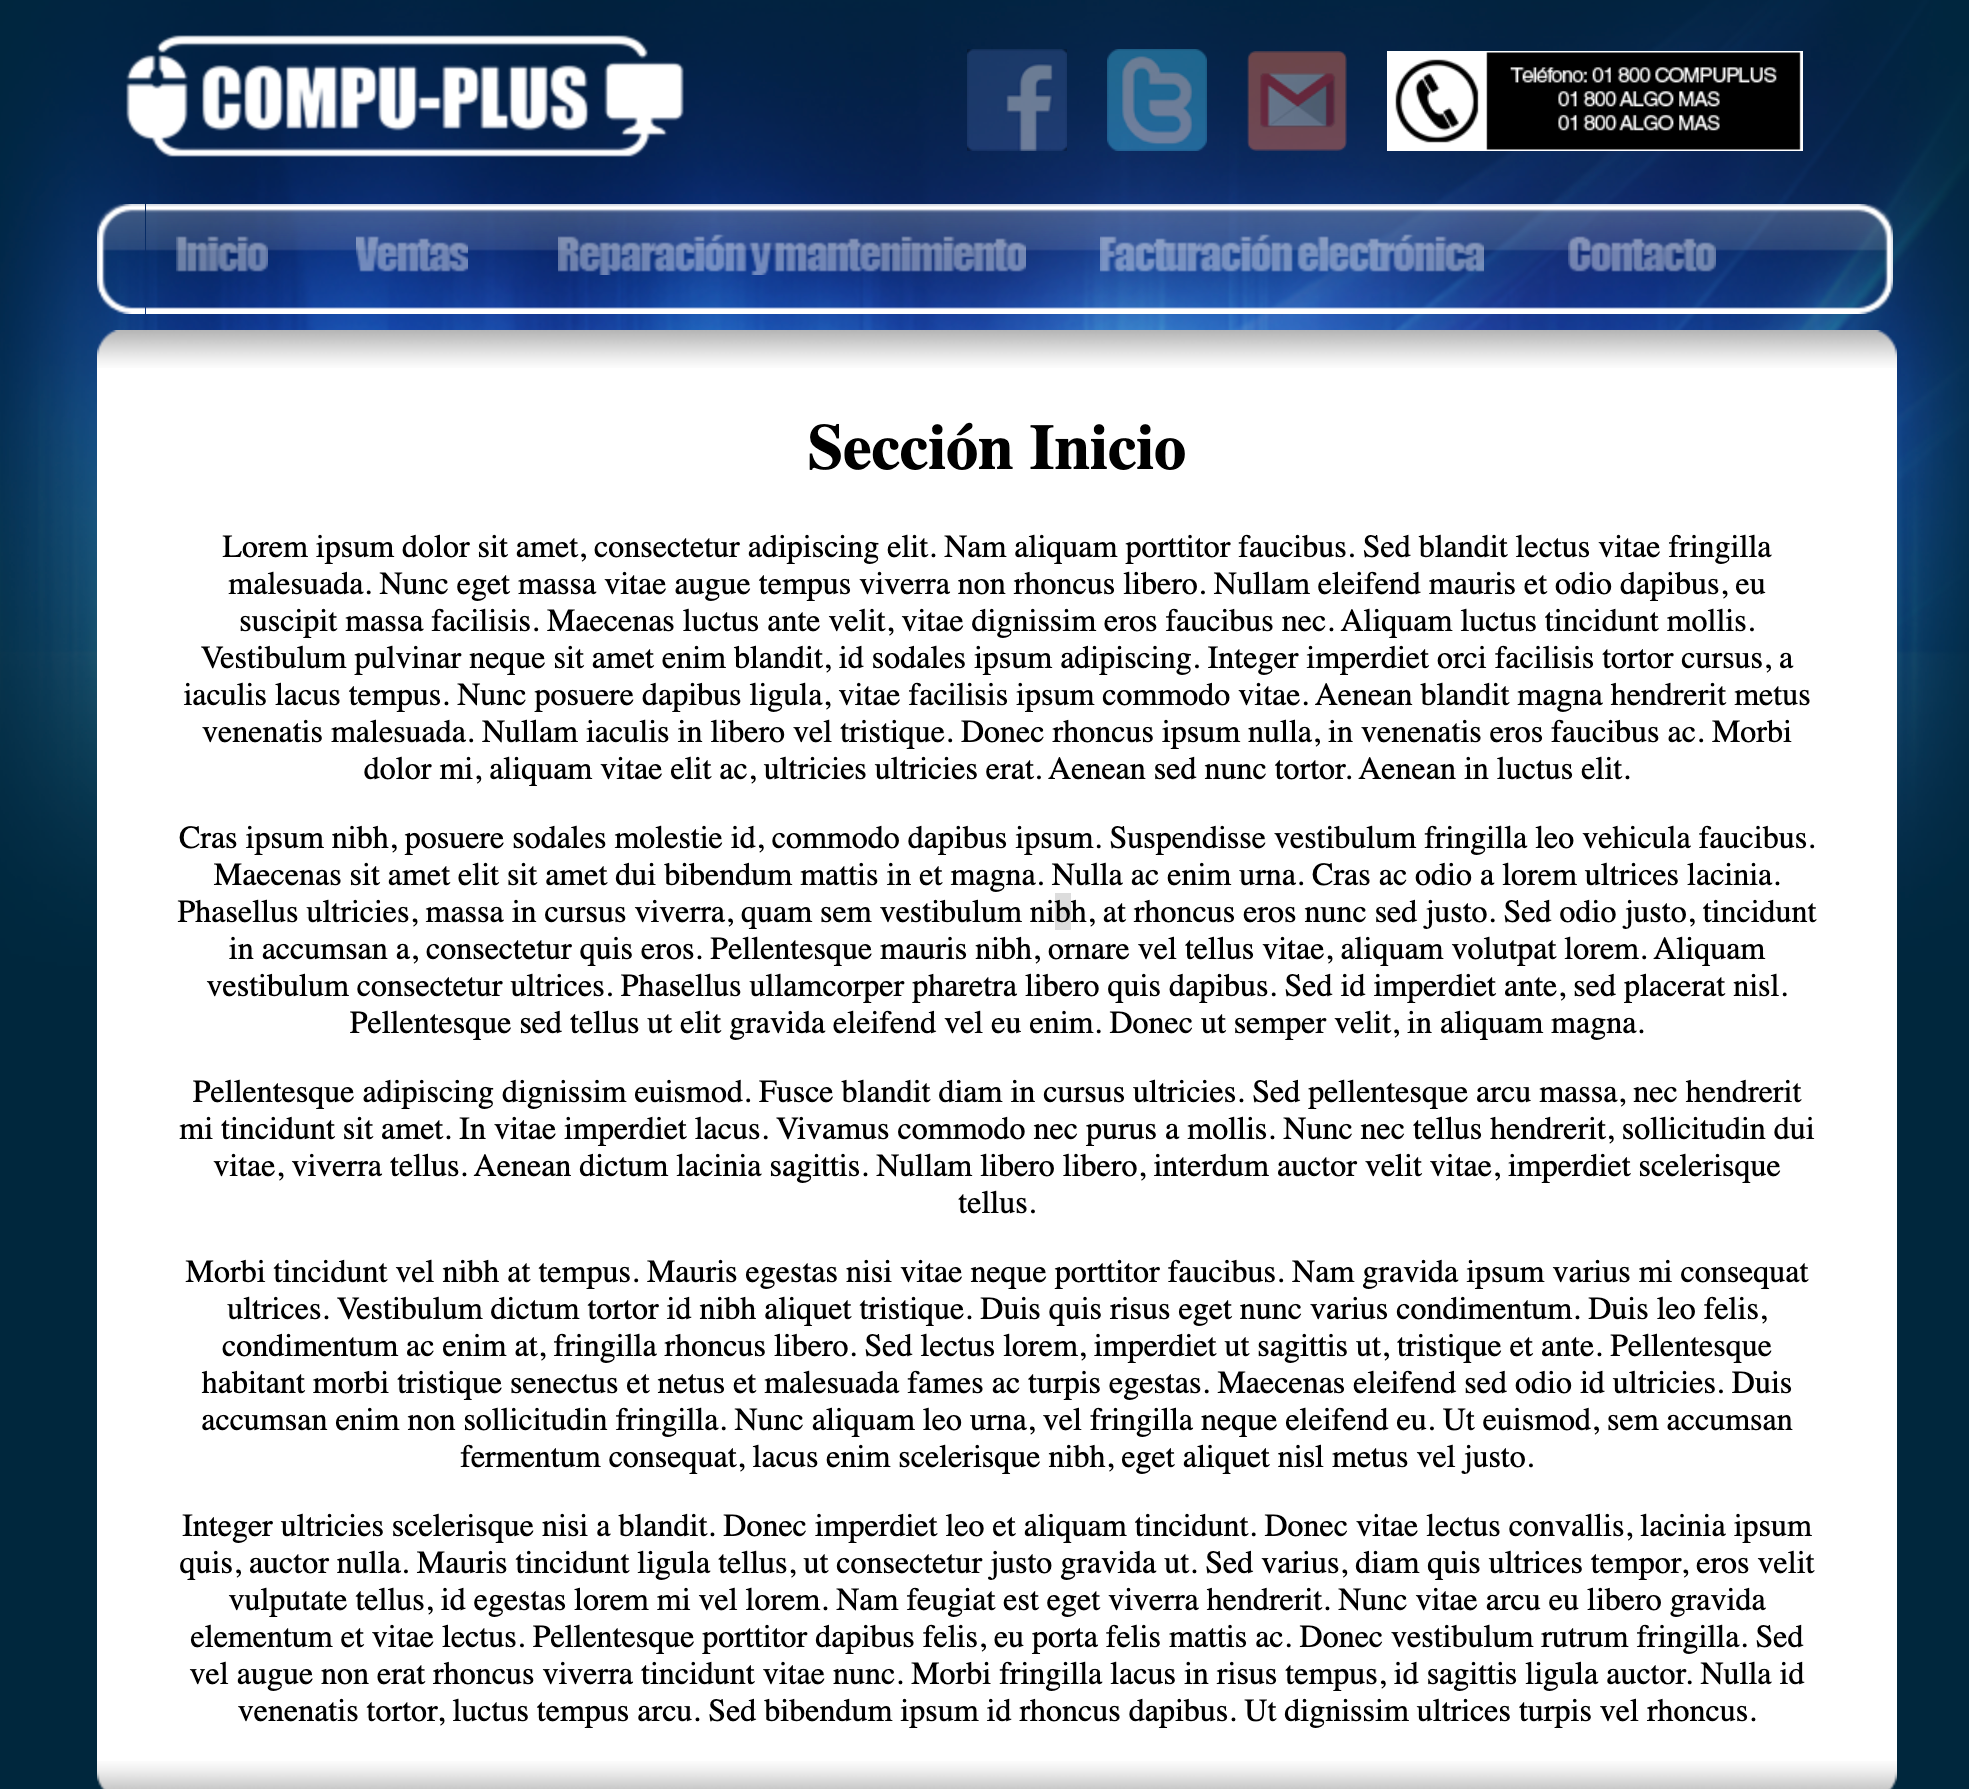 COMPU-PLUS
f
t
M
Teléfono: 01 800 COMPUPLUS
01 800 ALGO MAS
01 800 ALGO MAS
Inicio Ventas Reparación y mantenimiento Facturación electrónica Contacto
Sección Inicio
Lorem ipsum dolor sit amet, consectetur adipiscing elit. Nam aliquam porttitor faucibus. Sed blandit lectus vitae fringilla
malesuada. Nunc eget massa vitae augue tempus viverra non rhoncus libero. Nullam eleifend mauris et odio dapibus, eu
suscipit massa facilisis. Maecenas luctus ante velit, vitae dignissim eros faucibus nec. Aliquam luctus tincidunt mollis.
Vestibulum pulvinar neque sit amet enim blandit, id sodales ipsum adipiscing. Integer imperdiet orci facilisis tortor cursus, a
iaculis lacus tempus. Nunc posuere dapibus ligula, vitae facilisis ipsum commodo vitae. Aenean blandit magna hendrerit metus
venenatis malesuada. Nullam iaculis in libero vel tristique. Donec rhoncus ipsum nulla, in venenatis eros faucibus ac. Morbi
dolor mi, aliquam vitae elit ac, ultricies ultricies erat. Aenean sed nunc tortor. Aenean in luctus elit.
Cras ipsum nibh, posuere sodales molestie id, commodo dapibus ipsum. Suspendisse vestibulum fringilla leo vehicula faucibus.
Maecenas sit amet elit sit amet dui bibendum mattis in et magna. Nulla ac enim urna. Cras ac odio a lorem ultrices lacinia.
Phasellus ultricies, massa in cursus viverra, quam sem vestibulum nibh, at rhoncus eros nunc sed justo. Sed odio justo, tincidunt
in accumsan a, consectetur quis eros. Pellentesque mauris nibh, ornare vel tellus vitae, aliquam volutpat lorem. Aliquam
vestibulum consectetur ultrices. Phasellus ullamcorper pharetra libero quis dapibus. Sed id imperdiet ante, sed placerat nisl.
Pellentesque sed tellus ut elit gravida eleifend vel eu enim. Donec ut semper velit, in aliquam magna.
Pellentesque adipiscing dignissim euismod. Fusce blandit diam in cursus ultricies. Sed pellentesque arcu massa, nec hendrerit
mi tincidunt sit amet. In vitae imperdiet lacus. Vivamus commodo nec purus a mollis. Nunc nec tellus hendrerit, sollicitudin dui
vitae, viverra tellus. Aenean dictum lacinia sagittis. Nullam libero libero, interdum auctor velit vitae, imperdiet scelerisque
tellus.
Morbi tincidunt vel nibh at tempus. Mauris egestas nisi vitae neque porttitor faucibus. Nam gravida ipsum varius mi consequat
ultrices. Vestibulum dictum tortor id nibh aliquet tristique. Duis quis risus eget nunc varius condimentum. Duis leo felis,
condimentum ac enim at, fringilla rhoncus libero. Sed lectus lorem, imperdiet ut sagittis ut, tristique et ante. Pellentesque
habitant morbi tristique senectus et netus et malesuada fames ac turpis egestas. Maecenas eleifend sed odio id ultricies. Duis
accumsan enim non sollicitudin fringilla. Nunc aliquam leo urna, vel fringilla neque eleifend eu. Ut euismod, sem accumsan
fermentum consequat, lacus enim scelerisque nibh, eget aliquet nisl metus vel justo.
Integer ultricies scelerisque nisi a blandit. Donec imperdiet leo et aliquam tincidunt. Donec vitae lectus convallis, lacinia ipsum
quis, auctor nulla. Mauris tincidunt ligula tellus, ut consectetur justo gravida ut. Sed varius, diam quis ultrices tempor, eros velit
vulputate tellus, id egestas lorem mi vel lorem. Nam feugiat est eget viverra hendrerit. Nunc vitae arcu eu libero gravida
elementum et vitae lectus. Pellentesque porttitor dapibus felis, eu porta felis mattis ac. Donec vestibulum rutrum fringilla. Sed
vel augue non erat rhoncus viverra tincidunt vitae nunc. Morbi fringilla lacus in risus tempus, id sagittis ligula auctor. Nulla id
venenatis tortor, luctus tempus arcu. Sed bibendum ipsum id rhoncus dapibus. Ut dignissim ultrices turpis vel rhoncus.